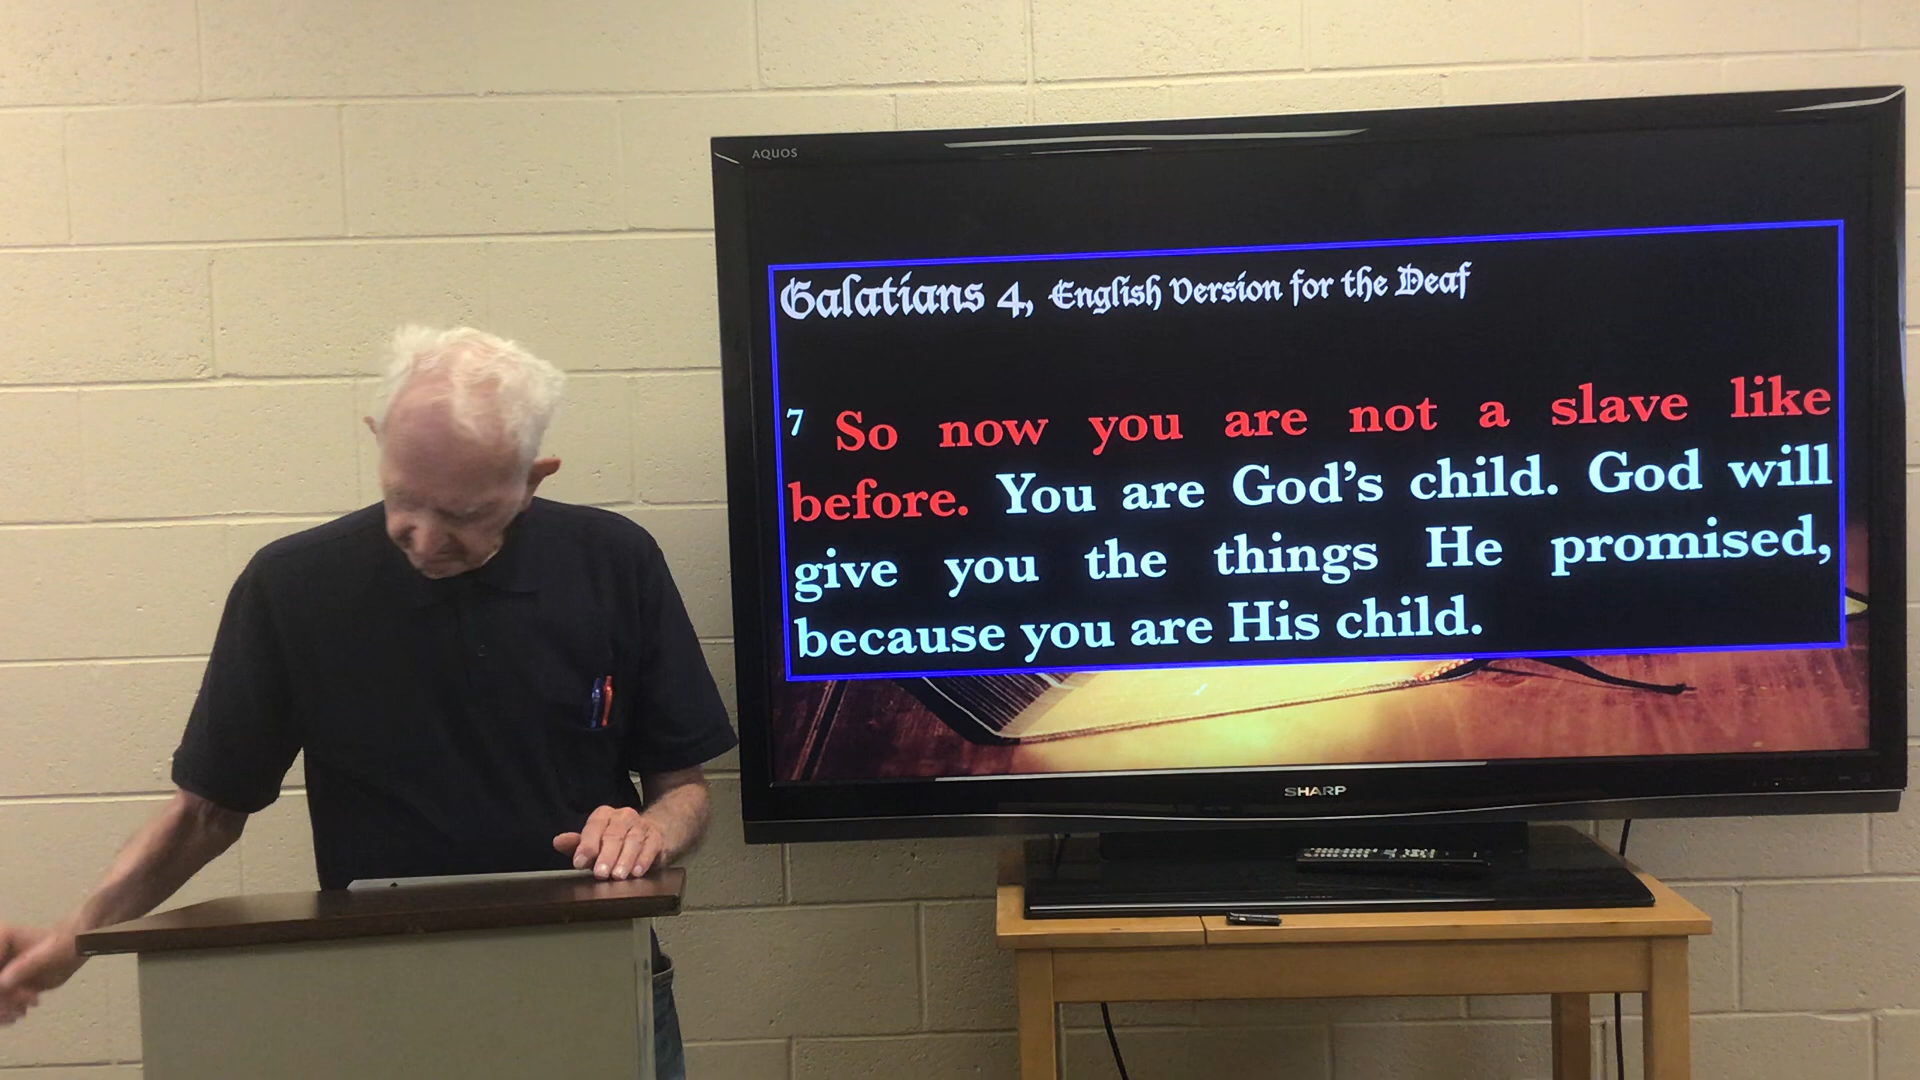 AQUOS
Galatians 4, English Version for the Deaf
7 So now you are not a slave like
before. You are God's child. God will
give you the things He promised,
because you are His child.
SHARP